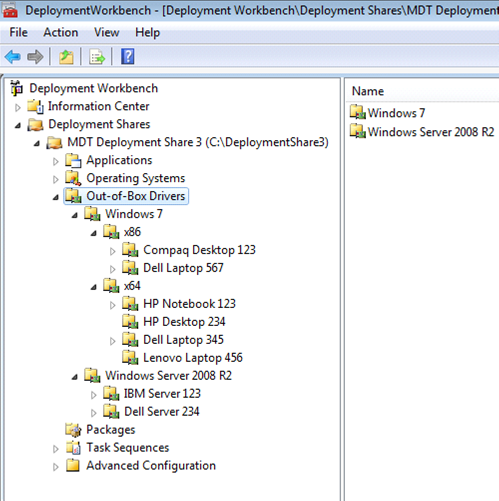 DeploymentWorkbench - [Deployment Workbench\Deployment Shares\MDT Deployment
File Action View Help
Deployment Workbench
Information Center
Deployment Shares
MDT Deployment Share 3 (C:\DeploymentShare3)
Applications
Operating Systems
Out-of-Box Drivers
Windows 7
x86
Compaq Desktop 123
Dell Laptop 567
x64
HP Notebook 123
HP Desktop 234
Dell Laptop 345
Lenovo Laptop 456
Windows Server 2008 R2
IBM Server 123
Dell Server 234
Packages
Task Sequences
Advanced Configuration
Name
Windows 7
Windows Server 2008 R2